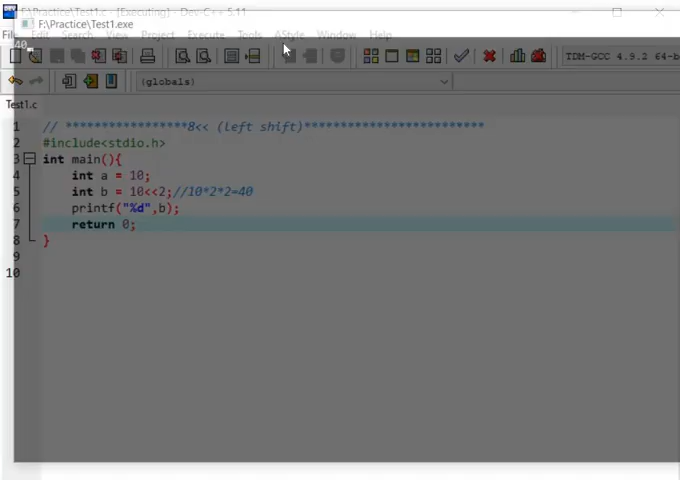 F:\Practice\Test1.c - [Executing] - Dev-C++ 5.11
F:\Practice\Test1.exe
File Edit Search View Project Execute Tools AStyle Window Help
40
TDM-GCC 4.9.2 64-b
(globals)
Test1.c
1 // *****************8<< (left shift)*************************
2 #include<stdio.h>
3 int main(){
4 int a = 10;
5 int b = 10<<2;//10*2*2=40
6 printf("%d",b);
7 return 0;
8 }
9
10